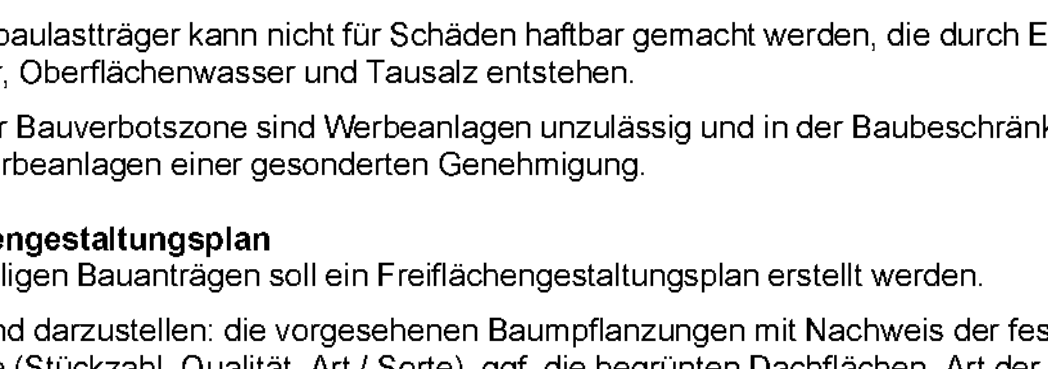 baulastträger kann nicht für Schäden haftbar gemacht werden, die durch E
r, Oberflächenwasser und Tausalz entstehen.
r Bauverbotszone sind Werbeanlagen unzulässig und in der Baubeschränk
rbeanlagen einer gesonderten Genehmigung.
engestaltungsplan
ligen Bauanträgen soll ein Freiflächengestaltungsplan erstellt werden.
nd darzustellen: die vorgesehenen Baumpflanzungen mit Nachweis der fes
e (Stückzahl, Qualität, Art / Sorte), ggf. die begrünten Dachflächen, Art der